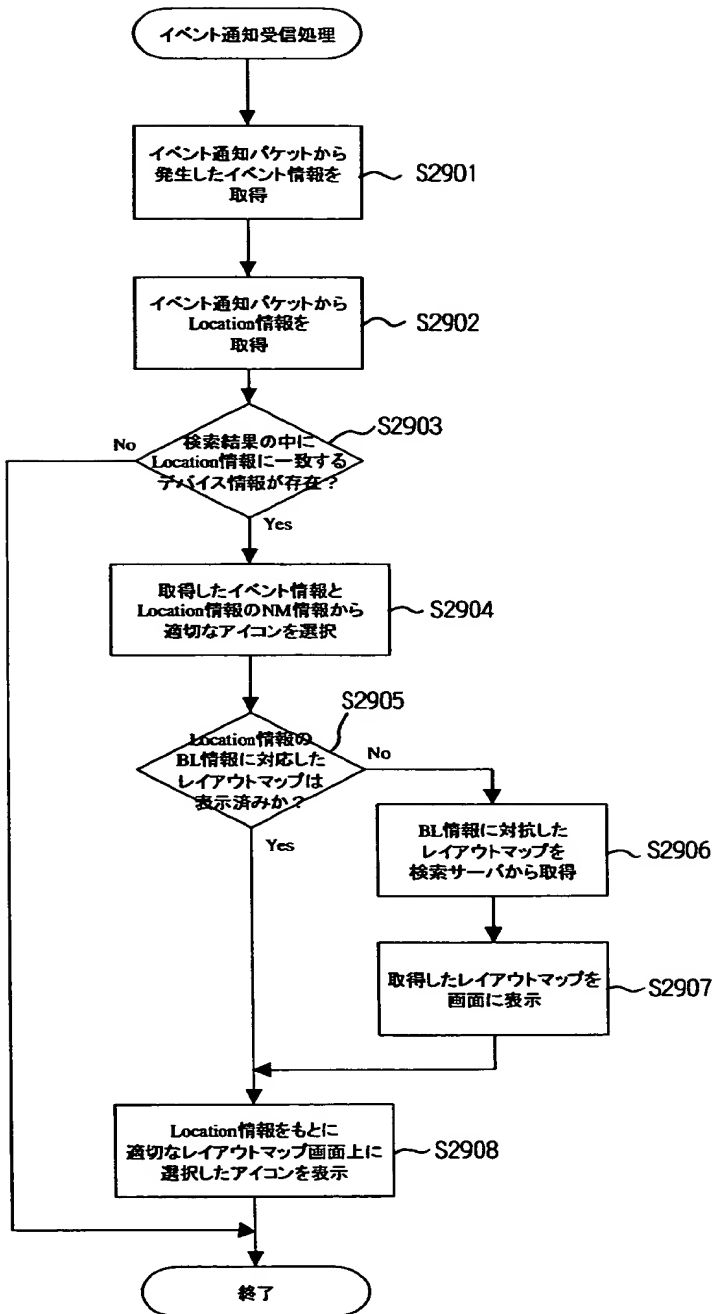 イベント通知受信処理
イベント通知パケットから
発生したイベント情報を
取得
S2901
イベント通知パケットから
Location情報を
取得
S2902
S2903
No
検索結果の中に
Location情報に一致する
デバイス情報が存在？
Yes
取得したイベント情報と
Location情報のNM情報から
適切なアイコンを選択
S2904
S2905
Location情報の
BL情報に対応した
レイアウトマップは
表示済みか？
No
Yes
BL情報に対抗した
レイアウトマップを
検索サーバから取得
S2906
取得したレイアウトマップを
画面に表示
S2907
Location情報をもとに
適切なレイアウトマップ画面上に
選択したアイコンを表示
S2908
終了